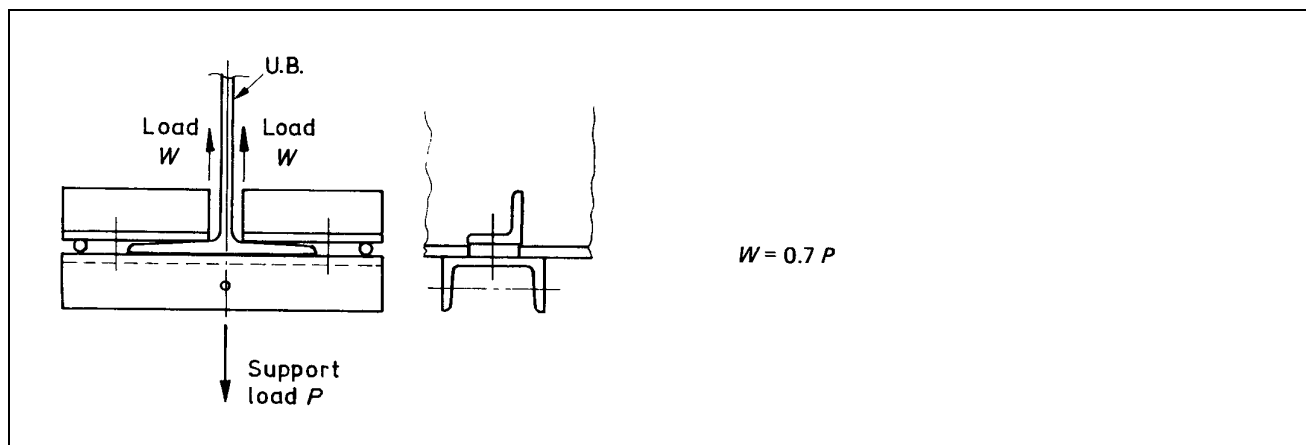 U.B.
Load
W
Load
W
W = 0.7 P
Support
load P